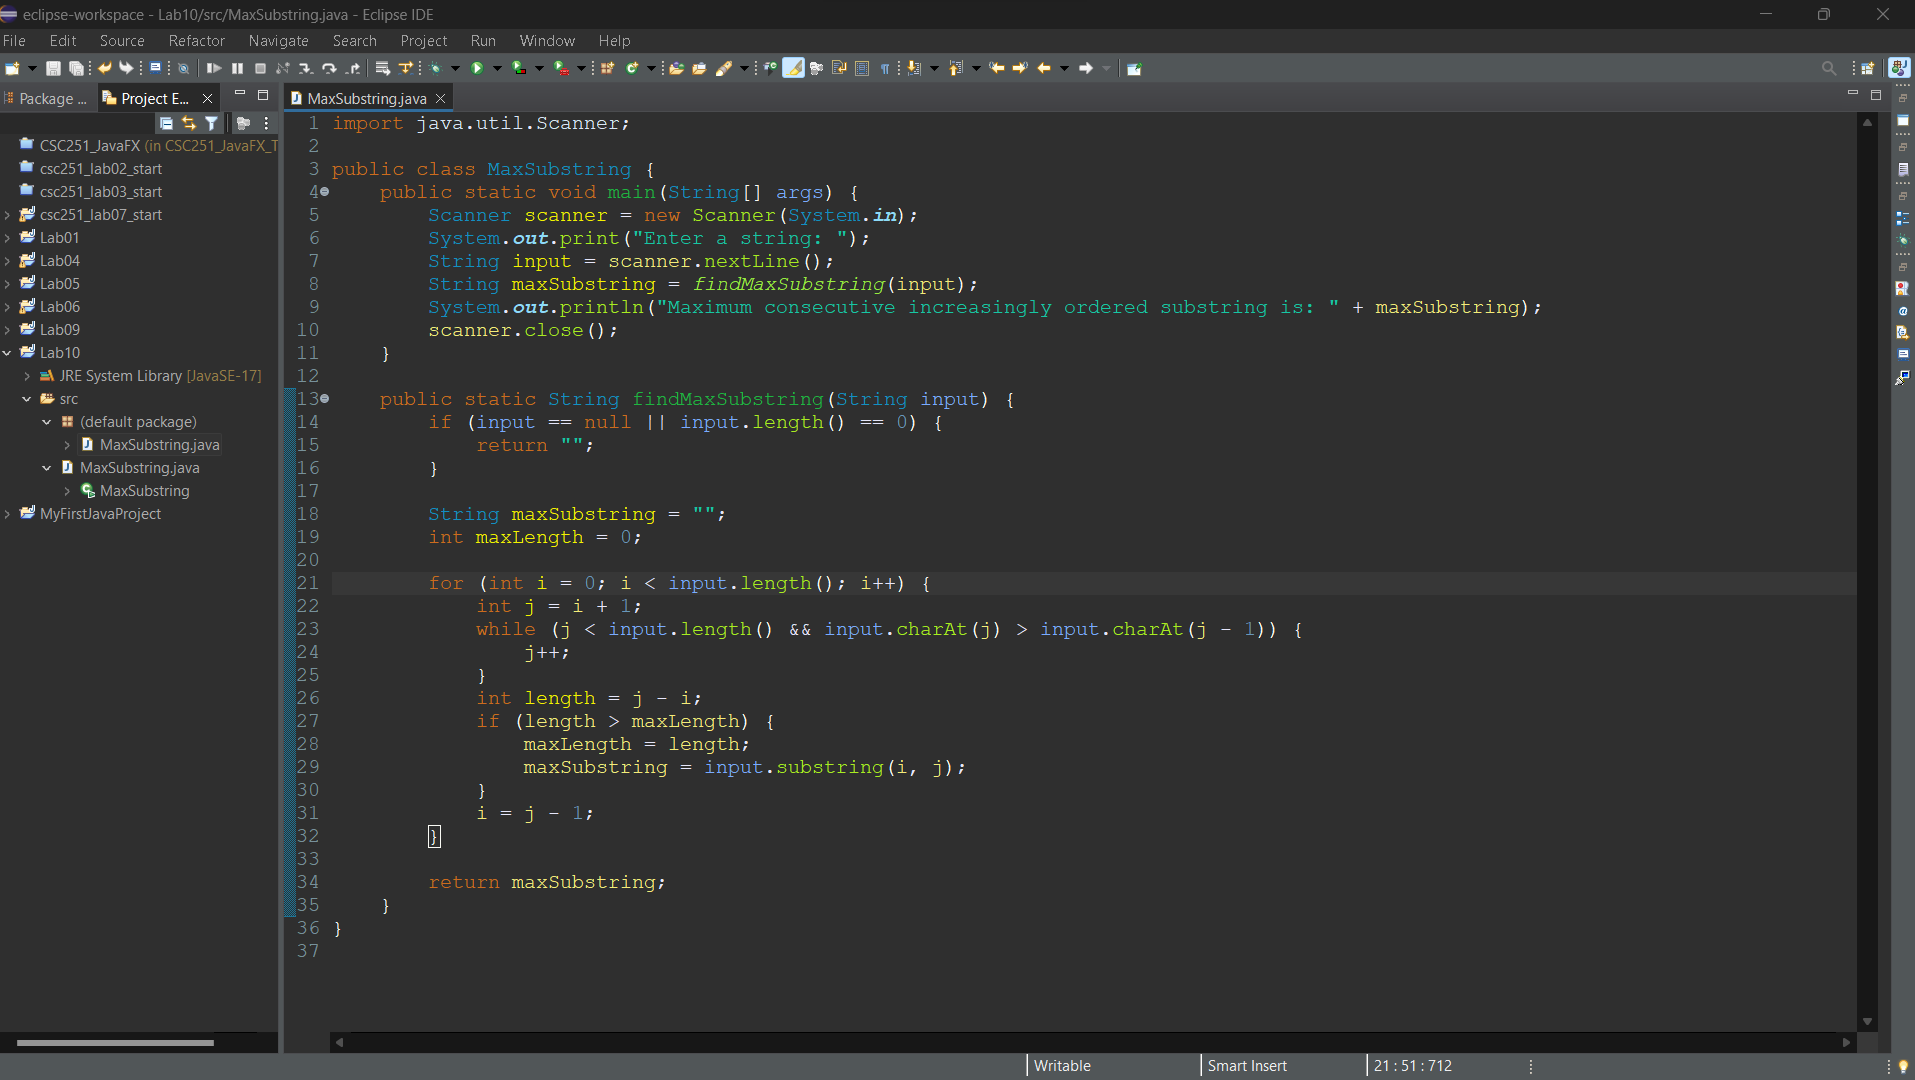 eclipse-workspace - Lab10/src/MaxSubstring.java - Eclipse IDE
File Edit Source Refactor Navigate Search Project Run Window Help
Package ... Project E...
MaxSubstring.java
CSC251_JavaFX (in CSC251_JavaFX_T
csc251_lab02_start
csc251_lab03_start
csc251_lab07_start
Lab01
Lab04
Lab05
Lab06
Lab09
Lab10
JRE System Library [JavaSE-17]
src
(default package)
MaxSubstring.java
MaxSubstring.java
MaxSubstring
MyFirstJavaProject
1 import java.util.Scanner;
2
3 public class MaxSubstring {
4     public static void main(String[] args) {
5         Scanner scanner = new Scanner(System.in);
6         System.out.print("Enter a string: ");
7         String input = scanner.nextLine();
8         String maxSubstring = findMaxSubstring(input);
9         System.out.println("Maximum consecutive increasingly ordered substring is: " + maxSubstring);
10         scanner.close();
11     }
12
13     public static String findMaxSubstring(String input) {
14         if (input == null || input.length() == 0) {
15             return "";
16         }
17
18         String maxSubstring = "";
19         int maxLength = 0;
20
21         for (int i = 0; i < input.length(); i++) {
22             int j = i + 1;
23             while (j < input.length() && input.charAt(j) > input.charAt(j - 1)) {
24                 j++;
25             }
26             int length = j - i;
27             if (length > maxLength) {
28                 maxLength = length;
29                 maxSubstring = input.substring(i, j);
30             }
31             i = j - 1;
32         }
33
34         return maxSubstring;
35     }
36 }
37
Writable Smart Insert 21 : 51 : 712